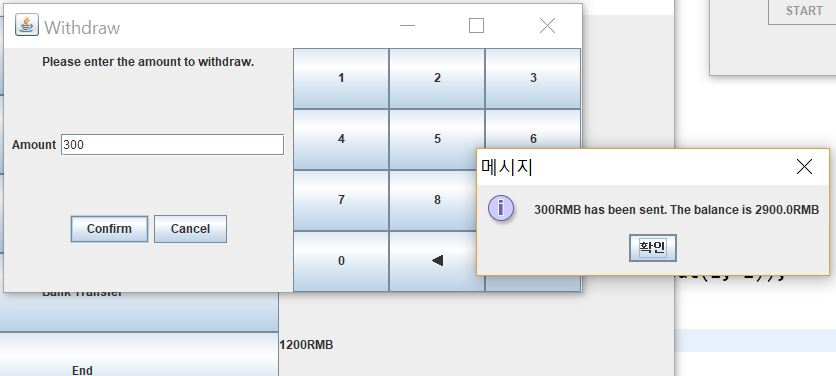 Withdraw
START
Please enter the amount to withdraw.
1 2 3
Amount 300
4 5 6
메시지
7 8
300RMB has been sent. The balance is 2900.0RMB
Confirm Cancel
확인
0 ◀
Bank Transfer
1200RMB
End